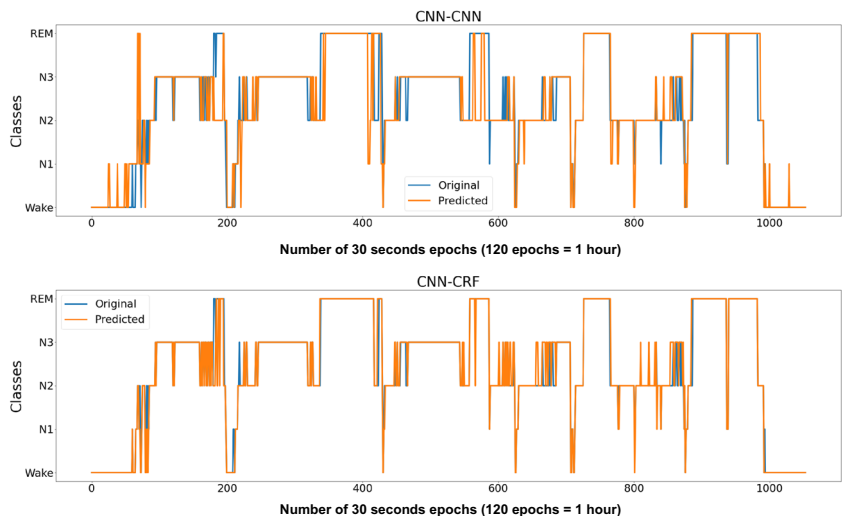 CNN-CNN
REM
N3
N2
N1
Wake
Classes
Original
Predicted
0 200 400 600 800 1000
Number of 30 seconds epochs (120 epochs = 1 hour)
CNN-CRF
REM
N3
N2
N1
Wake
Classes
Original
Predicted
0 200 400 600 800 1000
Number of 30 seconds epochs (120 epochs = 1 hour)